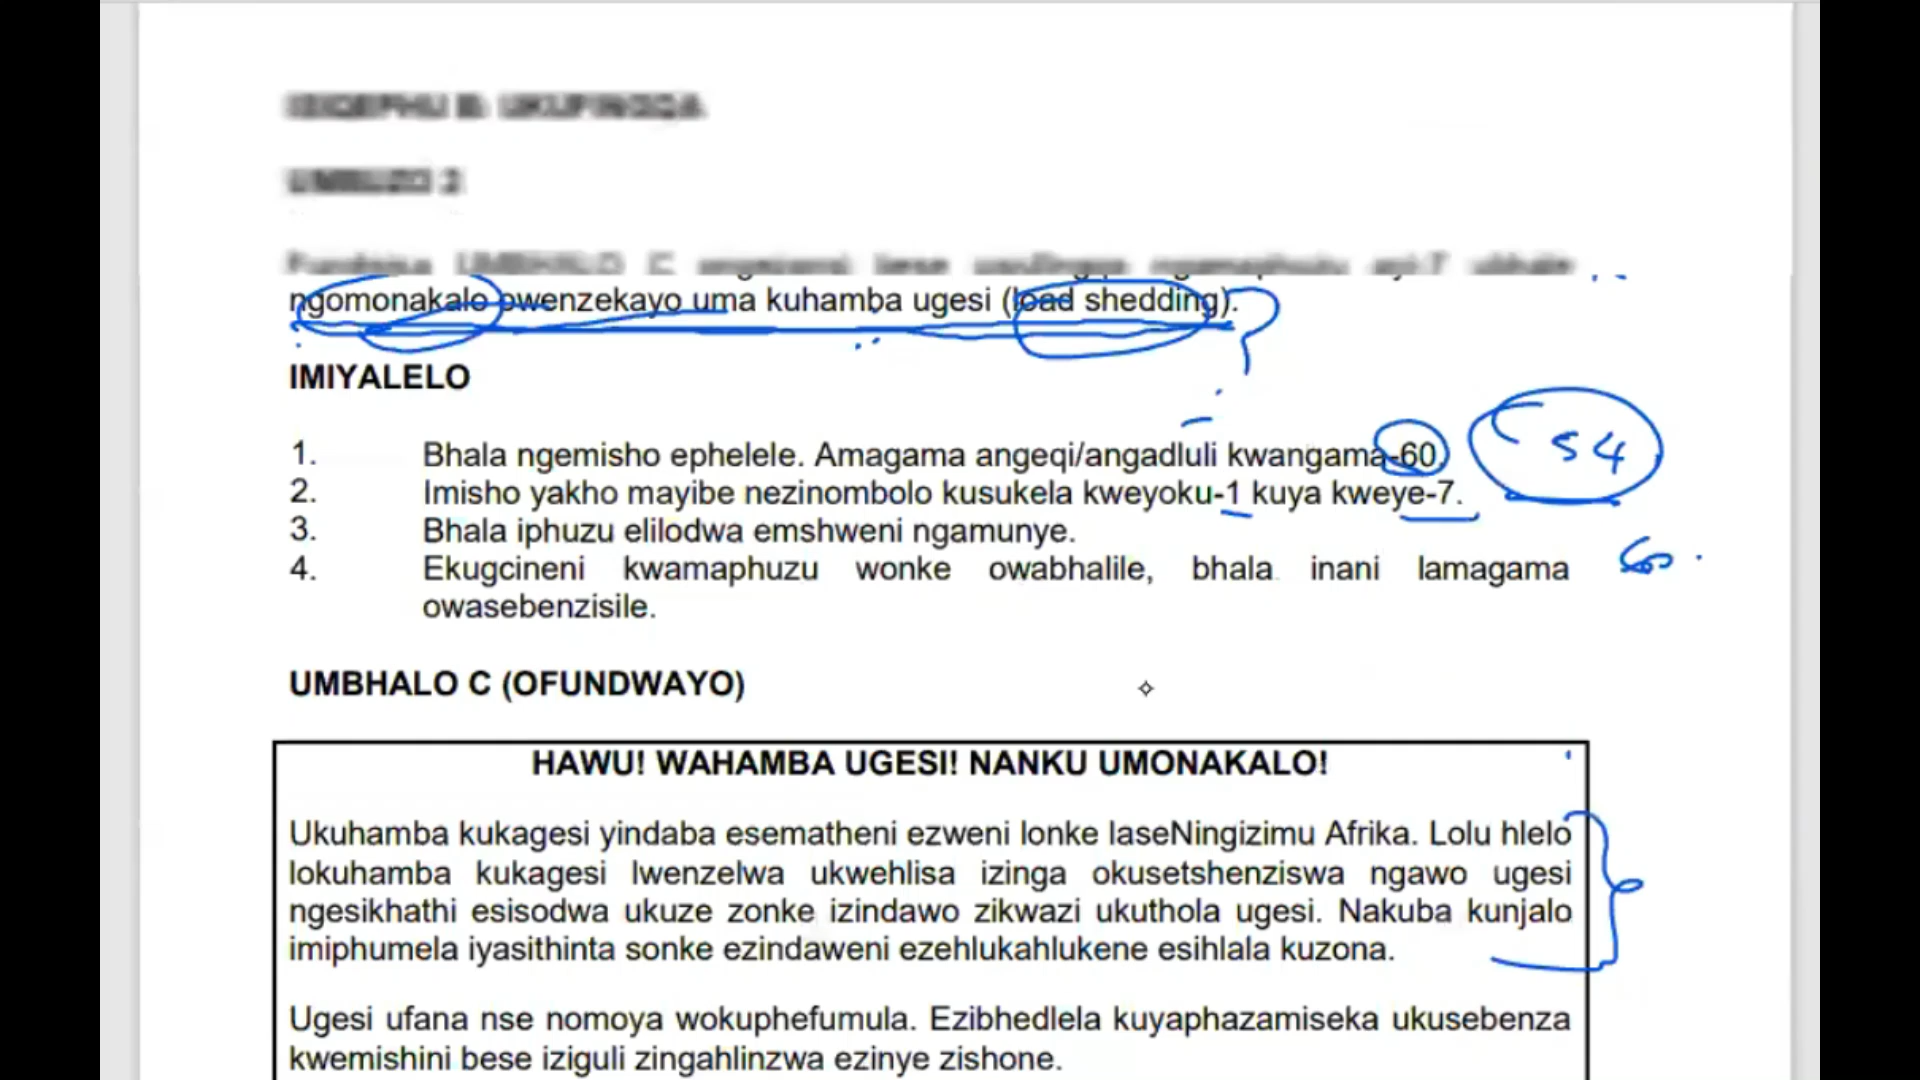 UMBUZO 2
ngomonakalo owenzekayo uma kuhamba ugesi (load shedding).
?
IMIYALELO
1. Bhala ngemisho ephelele. Amagama angeqi/angadluli kwangama-60.
54
2. Imisho yakho mayibe nezinombolo kusukela kweyoku-1 kuya kweye-7.
3. Bhala iphuzu elilodwa emshweni ngamunye.
4. Ekugcineni kwamaphuzu wonke owabhalile, bhala inani lamagama
60.
owasebenzisile.
UMBHALO C (OFUNDWAYO)
HAWU! WAHAMBA UGESI! NANKU UMONAKALO!
Ukuhamba kukagesi yindaba esematheni ezweni lonke laseNingizimu Afrika. Lolu hlelo
lokuhamba kukagesi lwenzelwa ukwehlisa izinga okusetshenziswa ngawo ugesi
ngesikhathi esisodwa ukuze zonke izindawo zikwazi ukuthola ugesi. Nakuba kunjalo
imiphumela iyasithinta sonke ezindaweni ezehlukahlukene esihlala kuzona.
Ugesi ufana nse nomoya wokuphefumula. Ezibhedlela kuyaphazamiseka ukusebenza
kwemishini bese iziguli zingahlinzwa ezinye zishone.